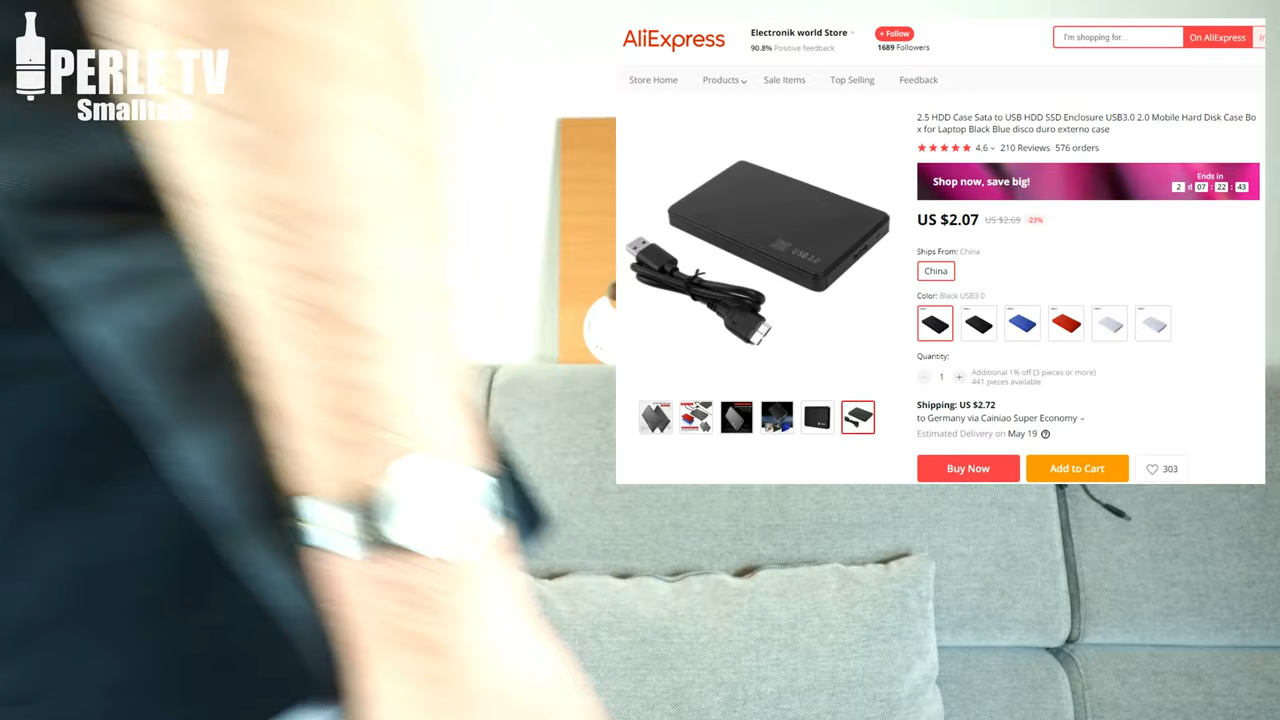 PERLE TV
Smalltalk
AliExpress
Electronik world Store
90.8% Positive feedback
+ Follow
1689 Followers
I'm shopping for...
On AliExpress
Store Home
Products
Sale Items
Top Selling
Feedback
2.5 HDD Case Sata to USB HDD SSD Enclosure USB3.0 2.0 Mobile Hard Disk Case Bo
x for Laptop Black Blue disco duro externo case
4.6 210 Reviews 576 orders
Shop now, save big!
Ends in
2 d 07 : 22 : 43
US $2.07 US $2.69 -23%
USB 3.0
Ships From: China
China
Color: Black USB3 0
Quantity:
1
Additional 1% off (3 pieces or more)
441 pieces available
Shipping: US $2.72
to Germany via Cainiao Super Economy
Estimated Delivery on May 19
Buy Now
Add to Cart
303